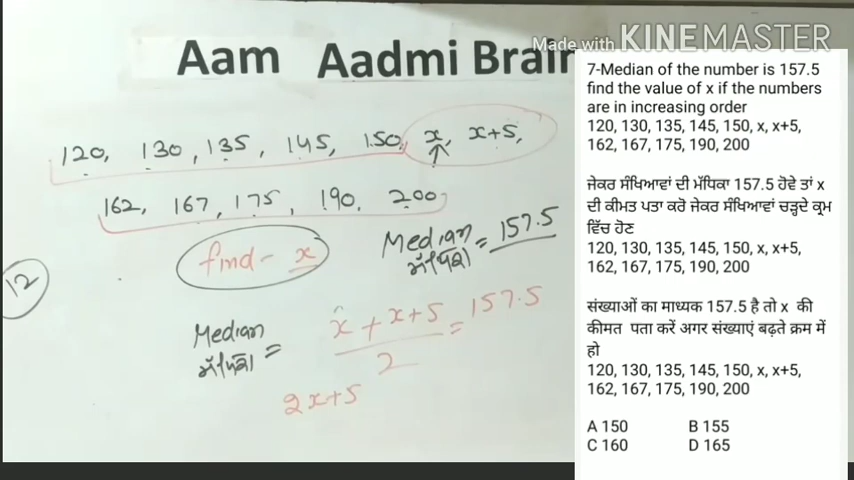 Made with KINEMASTER
Aam Aadmi Brain
120, 130, 135, 145, 150, x, x+5,
162, 167, 175, 190, 200
find - x
Median
ਮੱਧਿਕਾ = 157.5
12
Median
ਮੱਧਿਕਾ =
x + x+5 = 157.5
2
2x+5
7-Median of the number is 157.5
find the value of x if the numbers
are in increasing order
120, 130, 135, 145, 150, x, x+5,
162, 167, 175, 190, 200
ਜੇਕਰ ਸੰਖਿਆਵਾਂ ਦੀ ਮੱਧਿਕਾ 157.5 ਹੋਵੇ ਤਾਂ x
ਦੀ ਕੀਮਤ ਪਤਾ ਕਰੋ ਜੇਕਰ ਸੰਖਿਆਵਾਂ ਚੜ੍ਹਦੇ ਕ੍ਰਮ
ਵਿੱਚ ਹੋਣ
120, 130, 135, 145, 150, x, x+5,
162, 167, 175, 190, 200
संख्याओं का माध्यक 157.5 है तो x की
कीमत पता करें अगर संख्याएं बढ़ते क्रम में
हो
120, 130, 135, 145, 150, x, x+5,
162, 167, 175, 190, 200
A 150 B 155
C 160 D 165